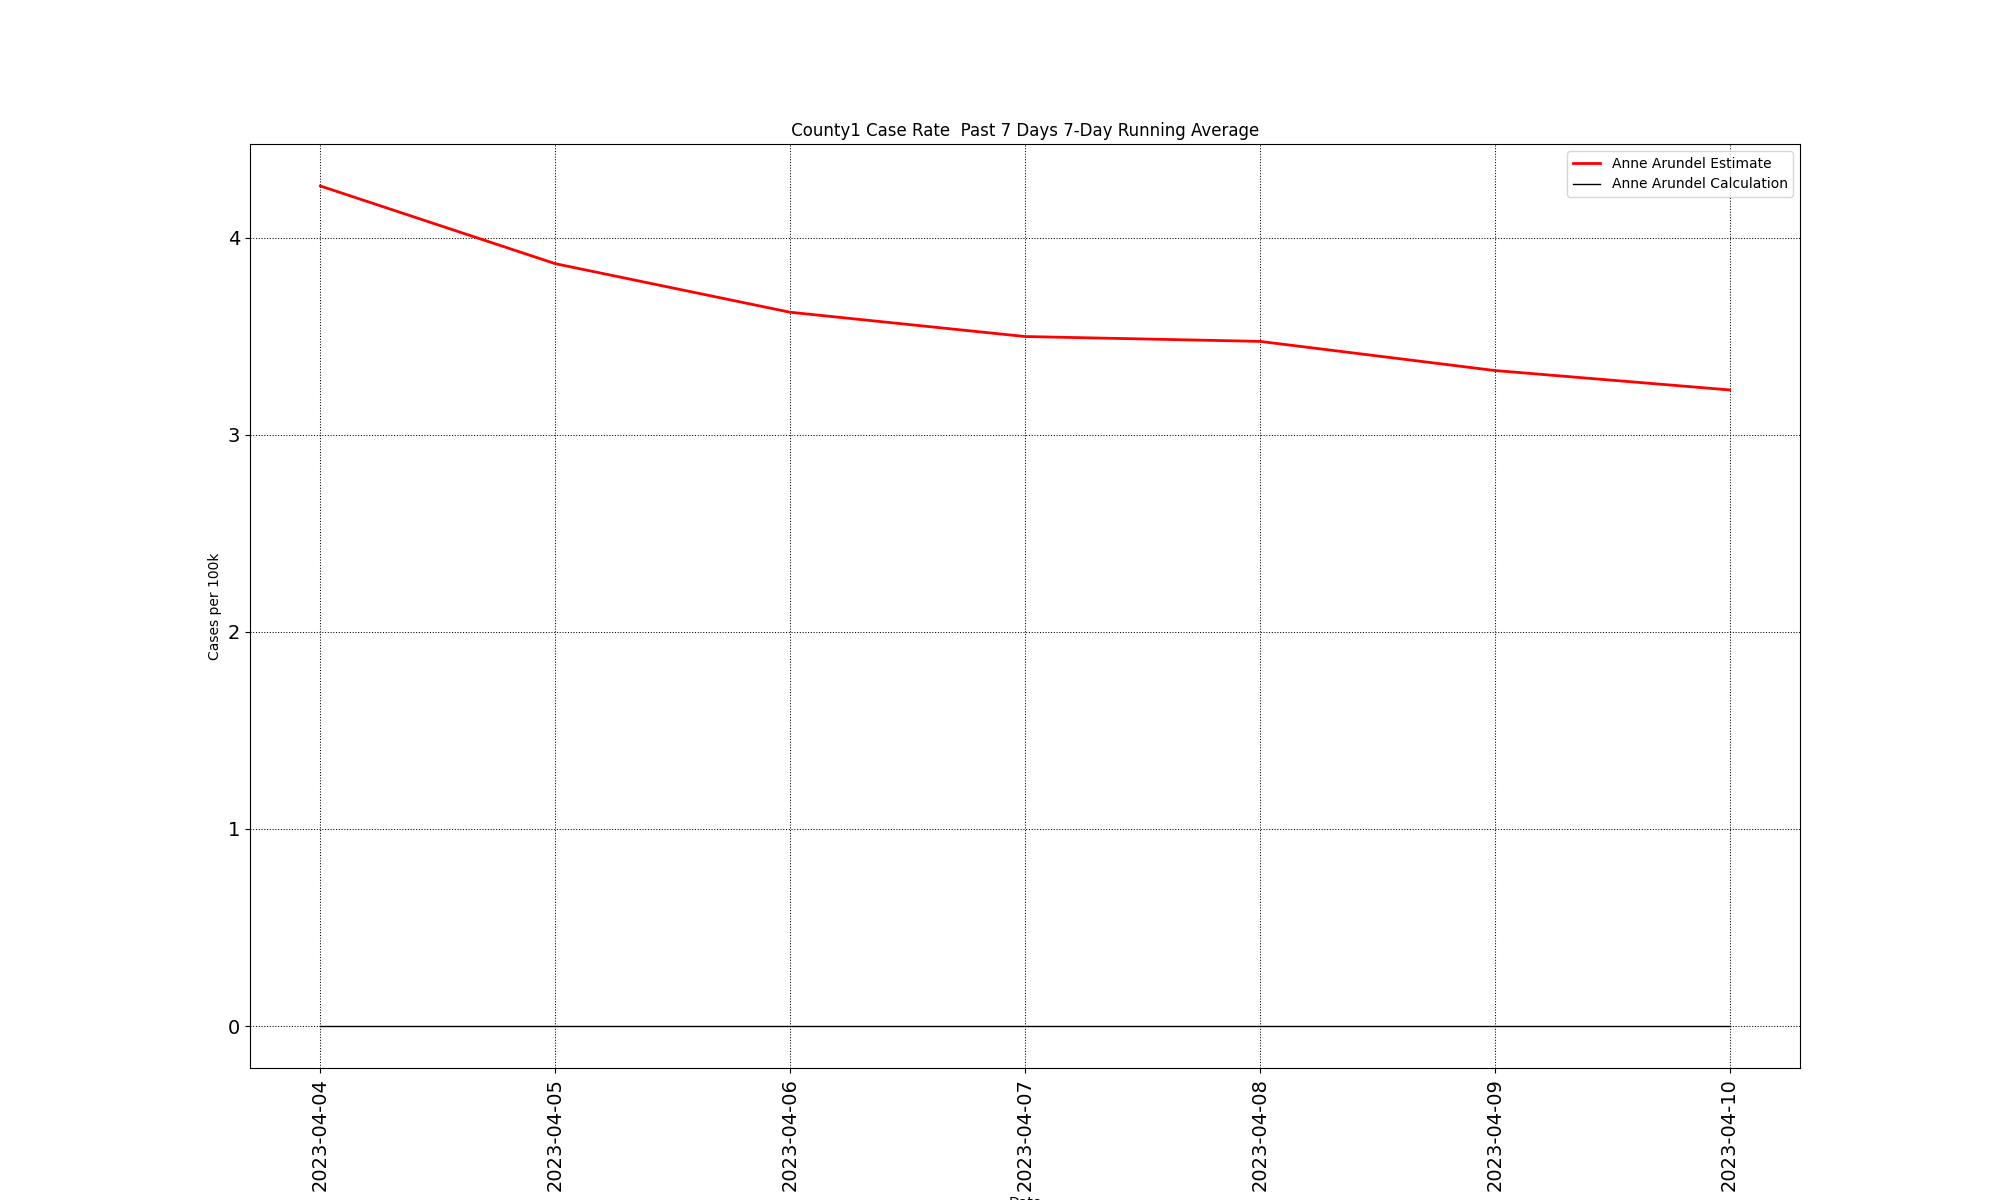 County1 Case Rate  Past 7 Days 7-Day Running Average
Anne Arundel Estimate
Anne Arundel Calculation
4
3
2
1
0
Cases per 100k
2023-04-04
2023-04-05
2023-04-06
2023-04-07
2023-04-08
2023-04-09
2023-04-10
Date